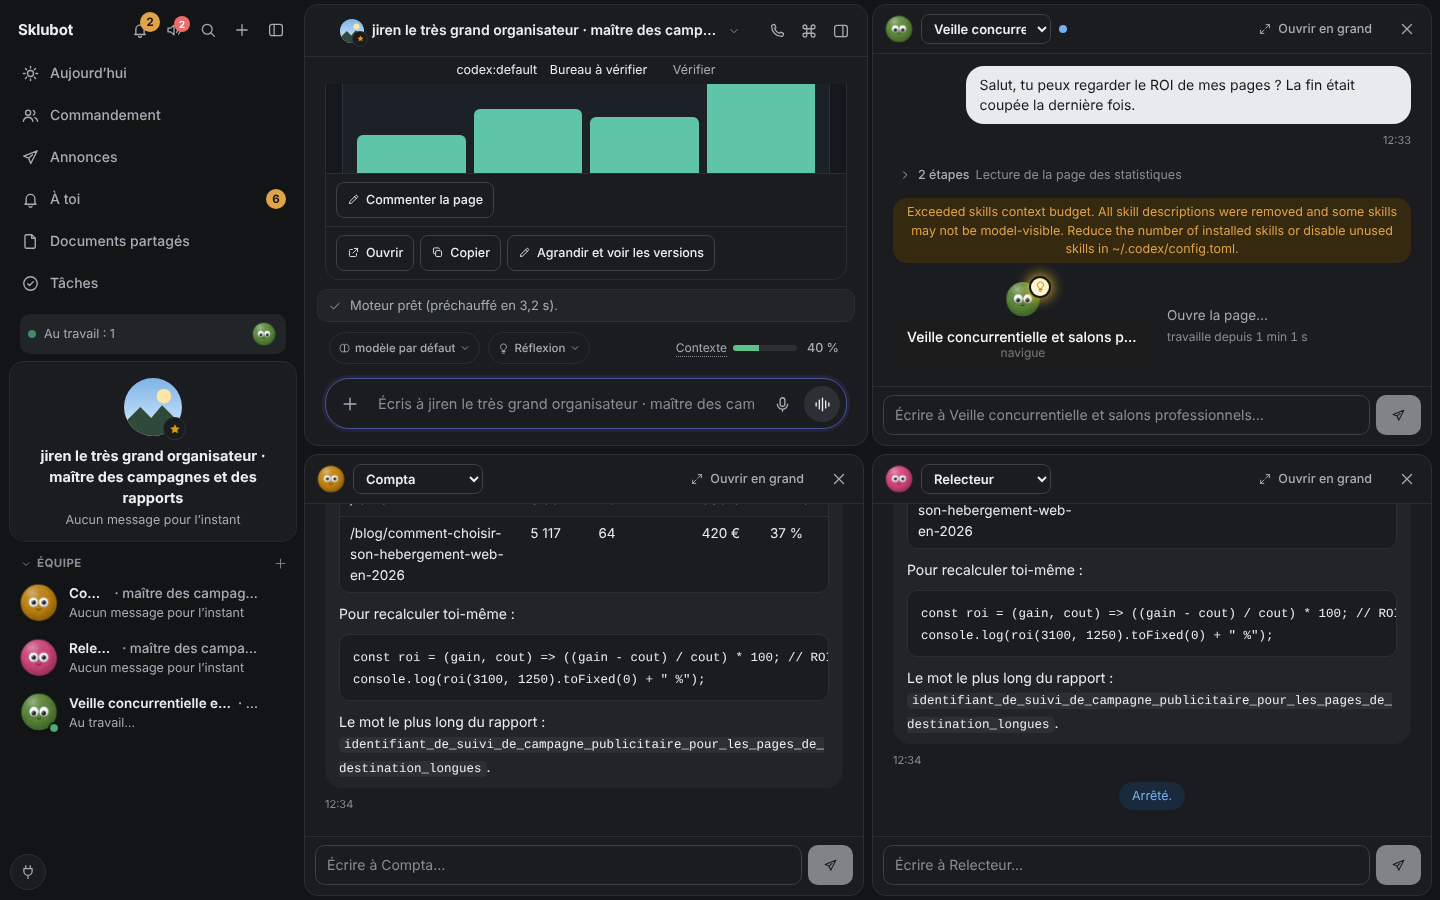 Sklubot
2
2
Aujourd’hui
Commandement
Annonces
À toi
6
Documents partagés
Tâches
Au travail : 1
jiren le très grand organisateur ·
maître des campagnes et des
rapports
Aucun message pour l’instant
ÉQUIPE
Co… · maître des campag…
Aucun message pour l’instant
Rele… · maître des campa…
Aucun message pour l’instant
Veille concurrentielle e… · …
Au travail…
jiren le très grand organisateur · maître des camp…
codex:default Bureau à vérifier Vérifier
Commenter la page
Ouvrir
Copier
Agrandir et voir les versions
Moteur prêt (préchauffé en 3,2 s).
modèle par défaut
Réflexion
Contexte
40 %
Écris à jiren le très grand organisateur · maître des cam
Veille concurre
Ouvrir en grand
Salut, tu peux regarder le ROI de mes pages ? La fin était
coupée la dernière fois.
12:33
2 étapes Lecture de la page des statistiques
Exceeded skills context budget. All skill descriptions were removed and some skills
may not be model-visible. Reduce the number of installed skills or disable unused
skills in ~/.codex/config.toml.
Veille concurrentielle et salons p…
navigue
Ouvre la page…
travaille depuis 1 min 1 s
Écrire à Veille concurrentielle et salons professionnels…
Compta
Ouvrir en grand
/blog/comment-choisir-
son-hebergement-web-
en-2026
5 117
64
420 €
37 %
Pour recalculer toi-même :
const roi = (gain, cout) => ((gain - cout) / cout) * 100; // ROI
console.log(roi(3100, 1250).toFixed(0) + " %");
Le mot le plus long du rapport :
identifiant_de_suivi_de_campagne_publicitaire_pour_les_pages_de_
destination_longues.
12:34
Écrire à Compta…
Relecteur
Ouvrir en grand
son-hebergement-web-
en-2026
Pour recalculer toi-même :
const roi = (gain, cout) => ((gain - cout) / cout) * 100; // ROI
console.log(roi(3100, 1250).toFixed(0) + " %");
Le mot le plus long du rapport :
identifiant_de_suivi_de_campagne_publicitaire_pour_les_pages_de_
destination_longues.
12:34
Arrêté.
Écrire à Relecteur…